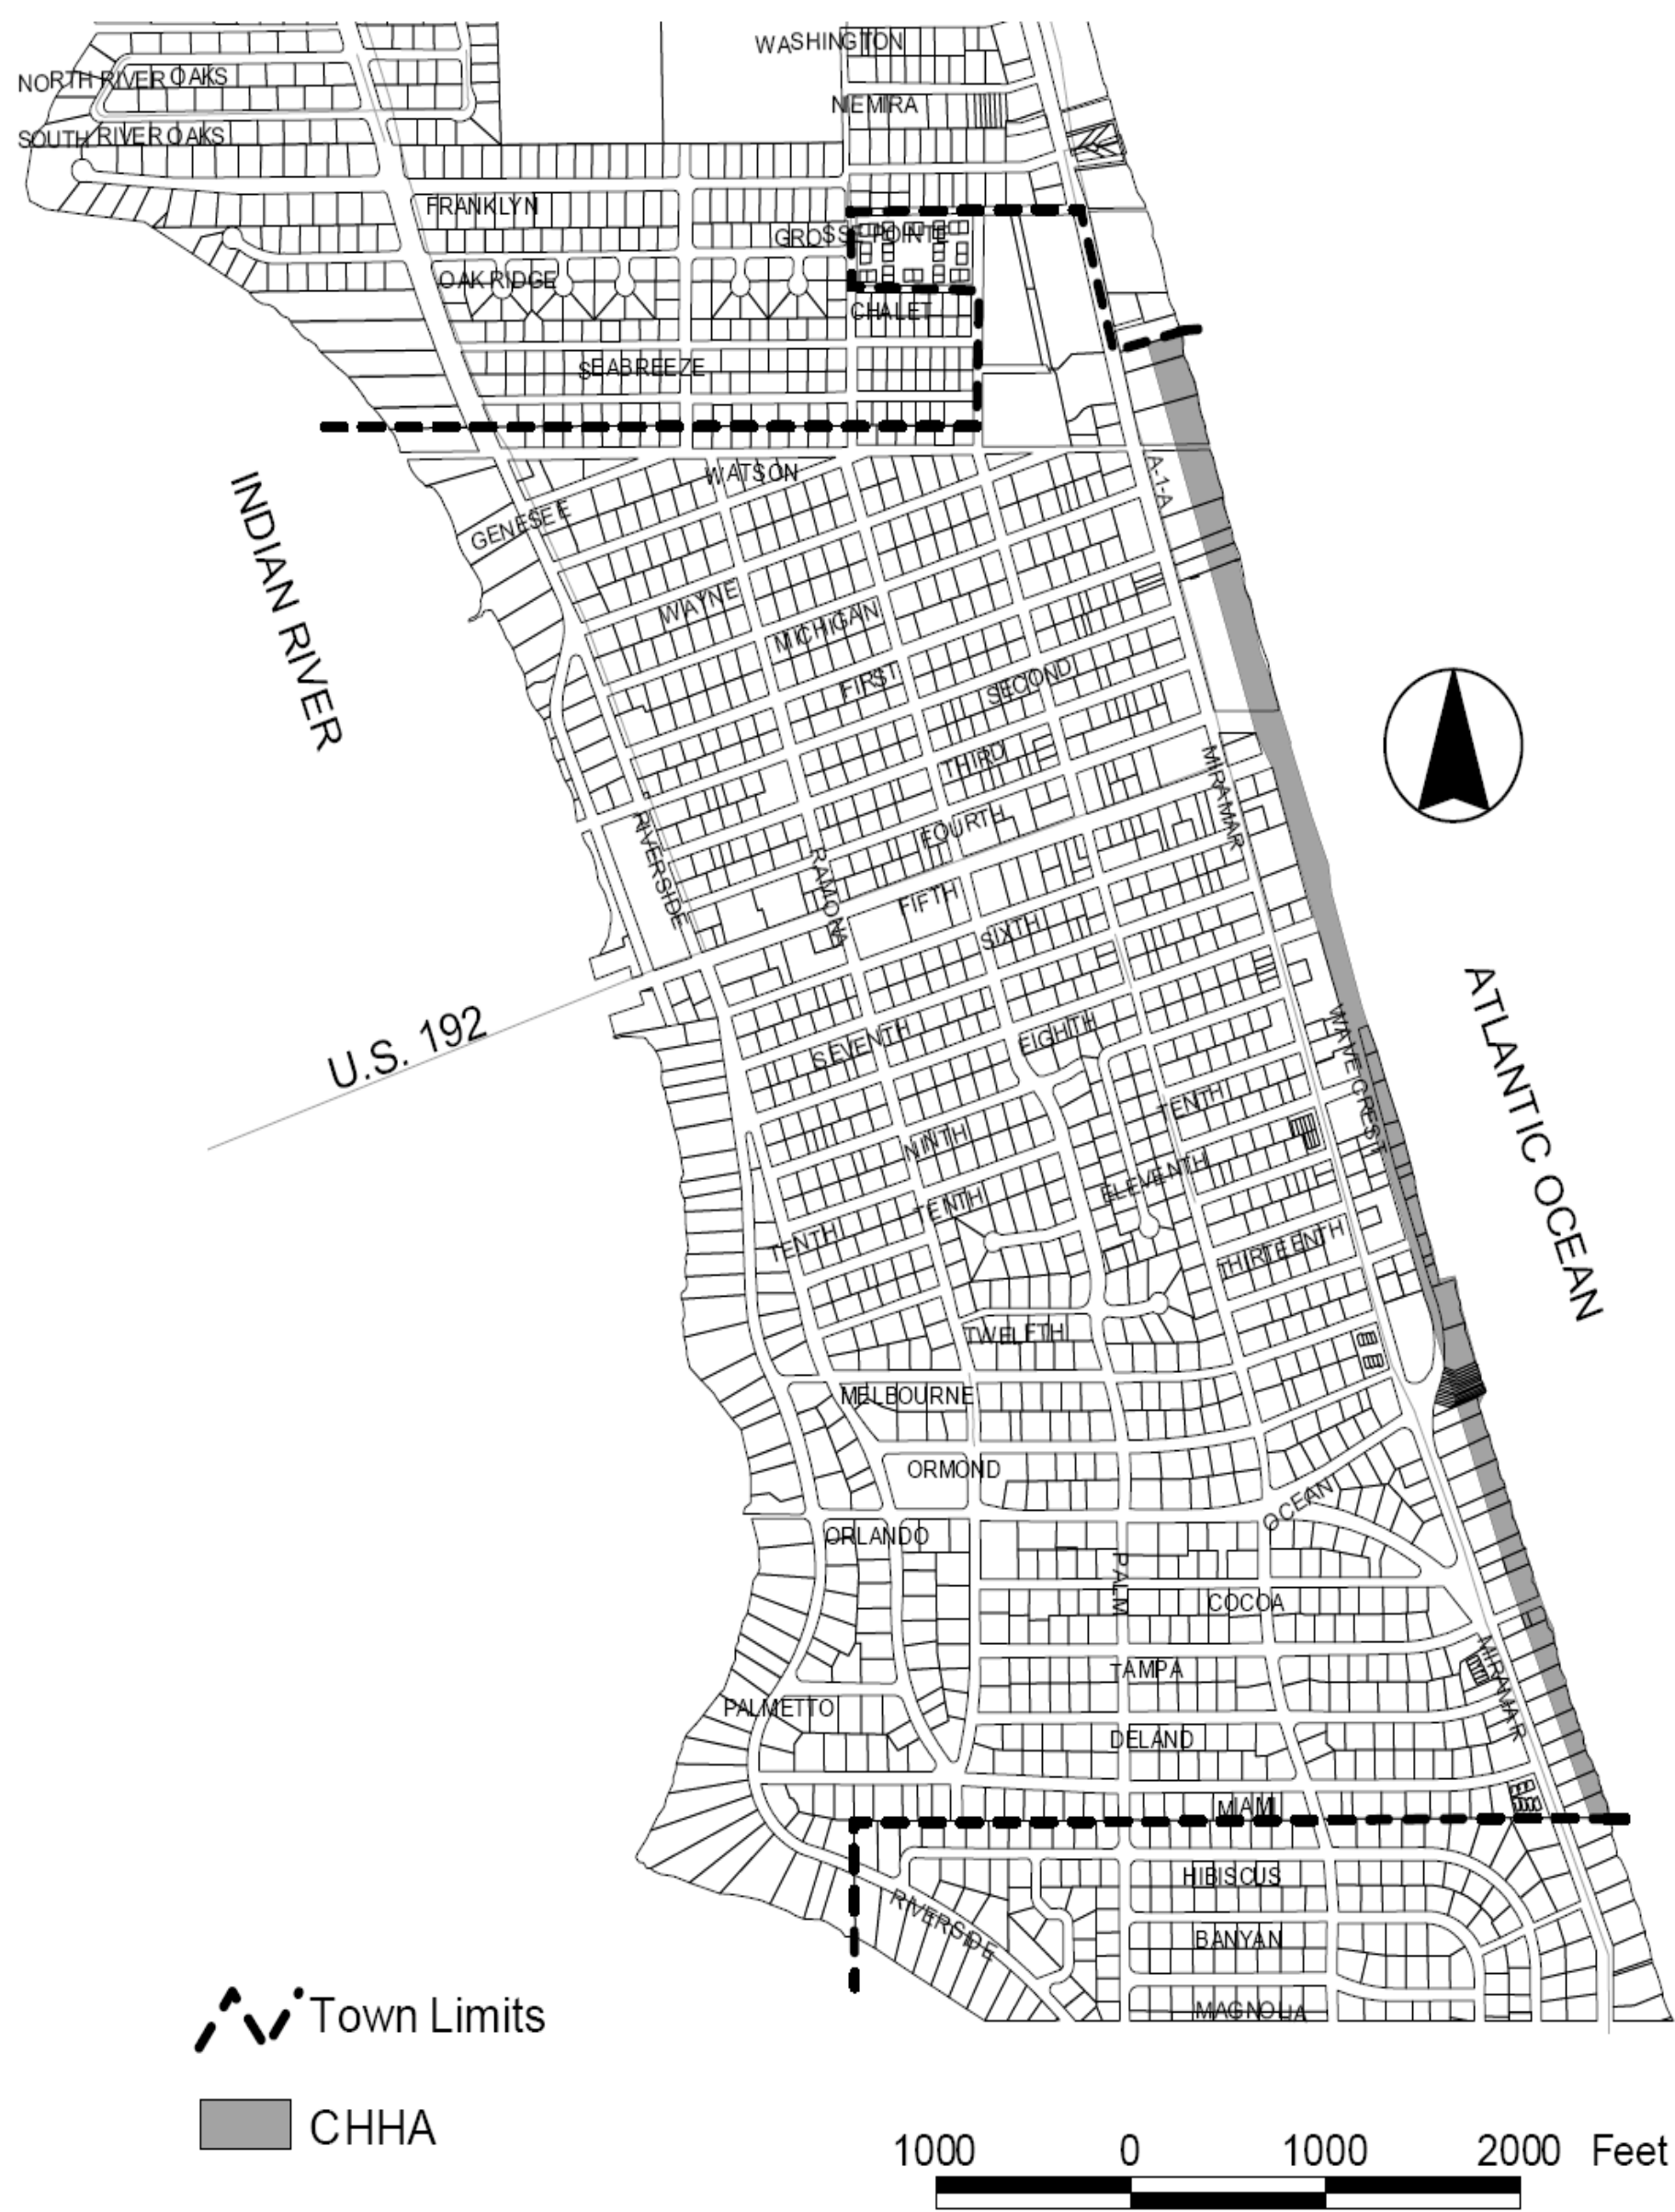 WASHINGTON
NORTH RIVER OAKS
NIEMIRA
SOUTH RIVER OAKS
FRANKLYN
GROSSE POINTE
OAK RIDGE
CHALET
SEABREEZE
WATSON
A-1-A
GENESEE
INDIAN RIVER
WAYNE
MICHIGAN
FIRST
SECOND
THIRD
MIRAMAR
FOURTH
RIVERSIDE
RAMONA
FIFTH
SIXTH
ATLANTIC OCEAN
U.S. 192
SEVENTH
EIGHTH
WAVE CREST
TENTH
NINTH
ELEVENTH
TENTH
TENTH
THIRTEENTH
TWELFTH
MELBOURNE
ORMOND
OCEAN
ORLANDO
PALM
COCOA
TAMPA
MIRAMAR
PALMETTO
DELAND
MIAMI
HIBISCUS
RIVERSIDE
BANYAN
MAGNOLIA
Town Limits
CHHA
1000 0 1000 2000 Feet